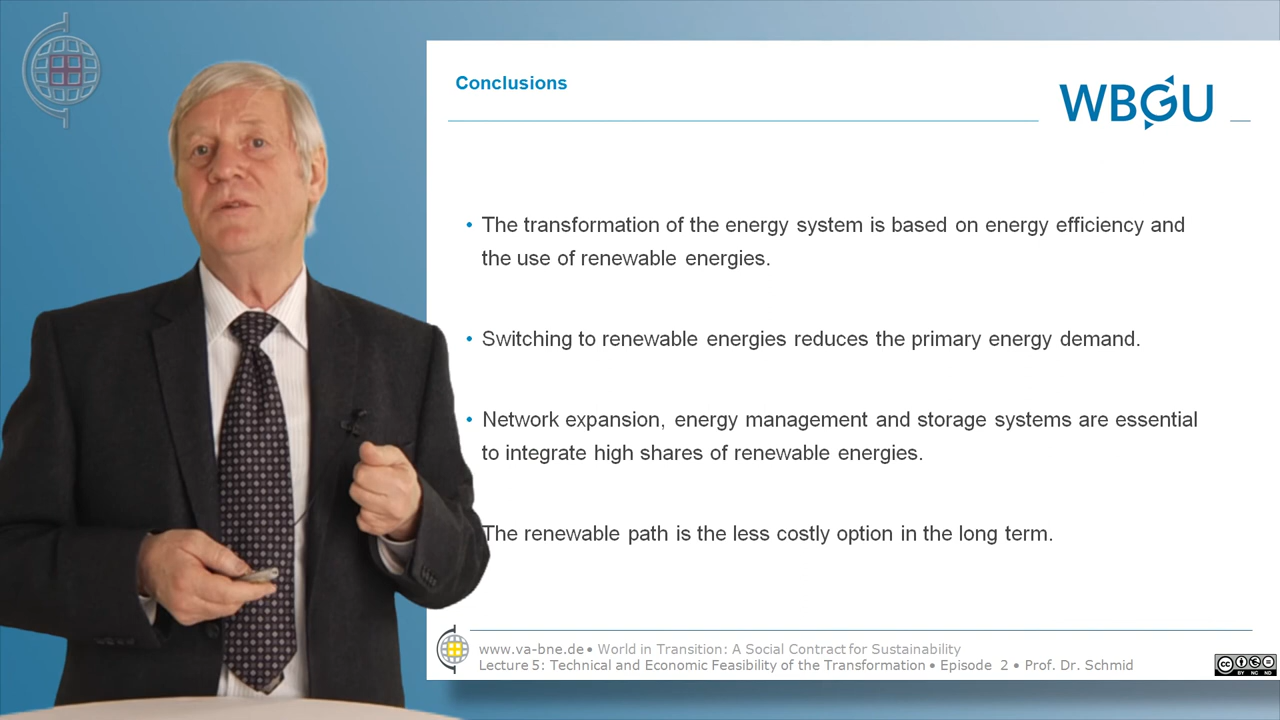 Conclusions
WBGU
• The transformation of the energy system is based on energy efficiency and
the use of renewable energies.
• Switching to renewable energies reduces the primary energy demand.
• Network expansion, energy management and storage systems are essential
to integrate high shares of renewable energies.
The renewable path is the less costly option in the long term.
www.va-bne.de • World in Transition: A Social Contract for Sustainability
Lecture 5: Technical and Economic Feasibility of the Transformation • Episode 2 • Prof. Dr. Schmid
cc
BY NC ND